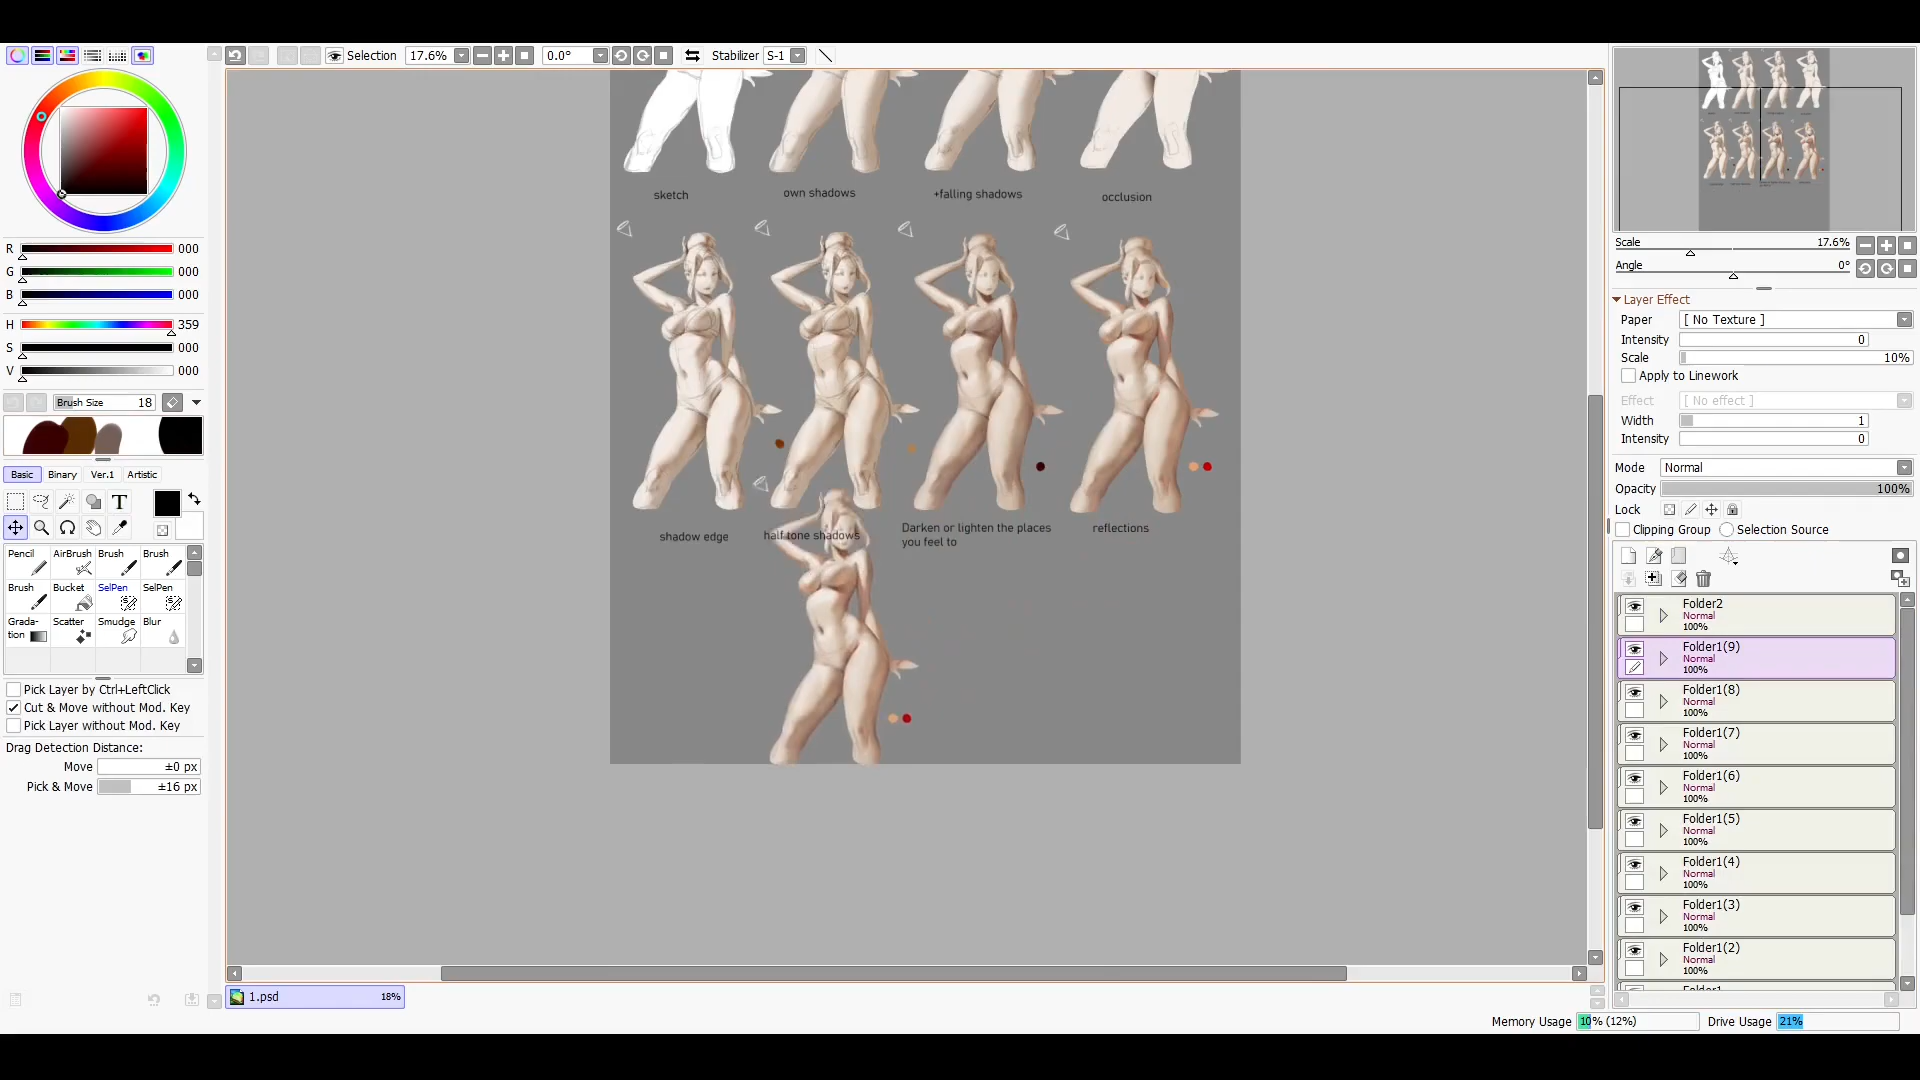 Selection 17.6% 0.0° Stabilizer S-1
R 000
G 000
B 000
H 359
S 000
V 000
Brush Size 18
Basic Binary Ver.1 Artistic
T
Pencil AirBrush Brush Brush
Brush Bucket SelPen SelPen
Grada-
tion Scatter Smudge Blur
Pick Layer by Ctrl+LeftClick
Cut & Move without Mod. Key
Pick Layer without Mod. Key
Drag Detection Distance:
Move ±0 px
Pick & Move ±16 px
sketch own shadows +falling shadows occlusion
shadow edge half tone shadows Darken or lighten the places
you feel to
reflections
1.psd 18%
Scale 17.6%
Angle 0°
Layer Effect
Paper [ No Texture ]
Intensity 0
Scale 10%
Apply to Linework
Effect [ No effect ]
Width 1
Intensity 0
Mode Normal
Opacity 100%
Lock
Clipping Group Selection Source
Folder2
Normal
100%
Folder1(9)
Normal
100%
Folder1(8)
Normal
100%
Folder1(7)
Normal
100%
Folder1(6)
Normal
100%
Folder1(5)
Normal
100%
Folder1(4)
Normal
100%
Folder1(3)
Normal
100%
Folder1(2)
Normal
100%
Folder1
Memory Usage 10% (12%) Drive Usage 21%